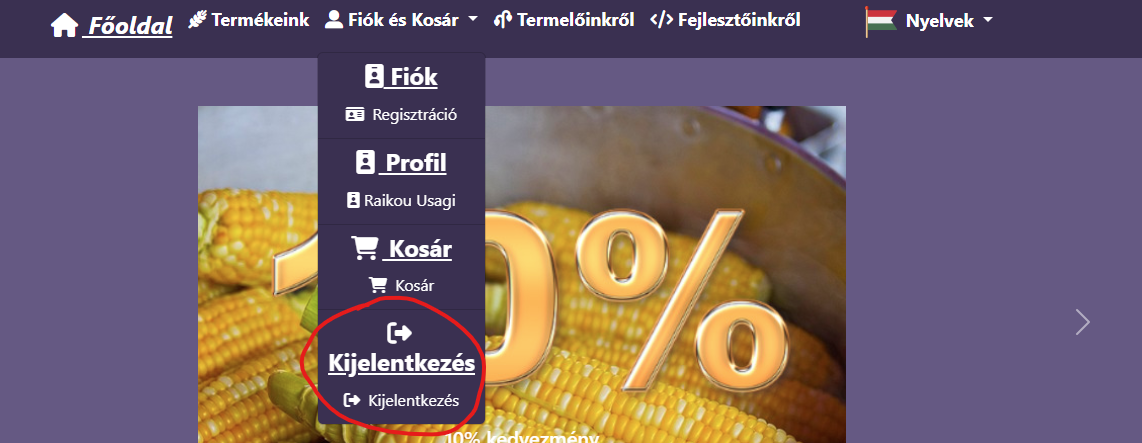 Főoldal Termékeink Fiók és Kosár Termelőinkről Fejlesztőinkről Nyelvek
Fiók
Regisztráció
Profil
Raikou Usagi
Kosár
Kosár
Kijelentkezés
Kijelentkezés
10%
10% kedvezmény